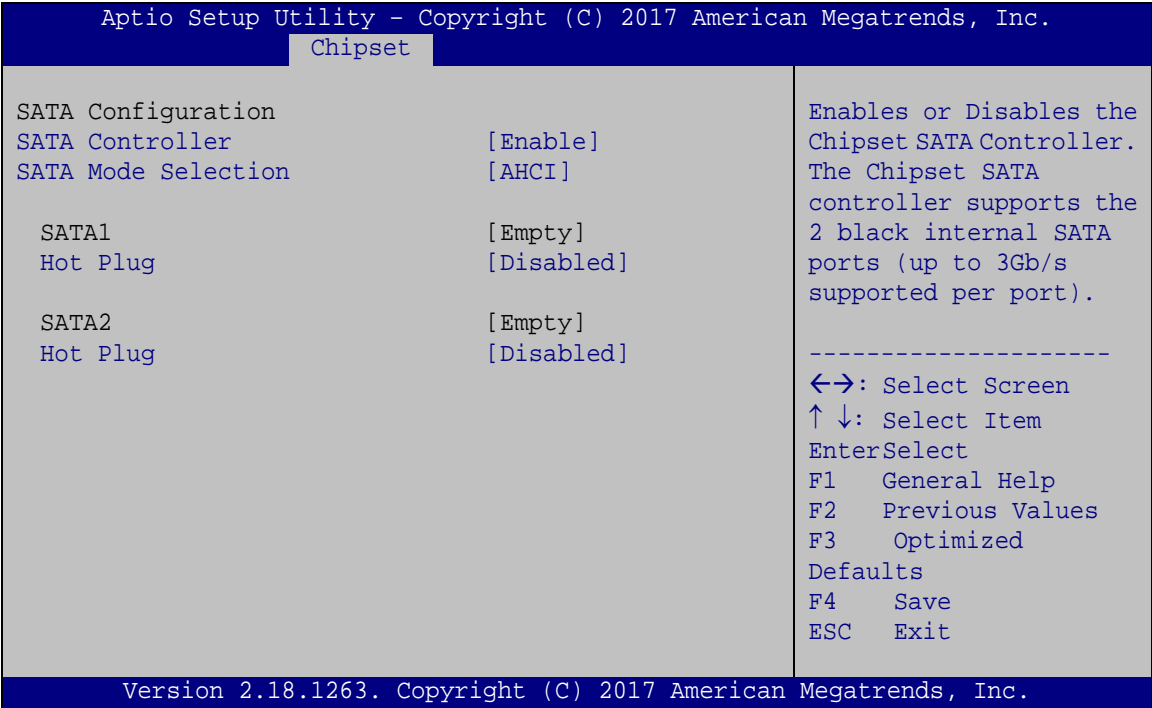 Aptio Setup Utility – Copyright (C) 2017 American Megatrends, Inc.
Chipset
SATA Configuration
SATA Controller [Enable]
SATA Mode Selection [AHCI]
SATA1 [Empty]
Hot Plug [Disabled]
SATA2 [Empty]
Hot Plug [Disabled]
Enables or Disables the
Chipset SATA Controller.
The Chipset SATA
controller supports the
2 black internal SATA
ports (up to 3Gb/s
supported per port).
---------------------
←→: Select Screen
↑ ↓: Select Item
EnterSelect
F1 General Help
F2 Previous Values
F3 Optimized
Defaults
F4 Save
ESC Exit
Version 2.18.1263. Copyright (C) 2017 American Megatrends, Inc.